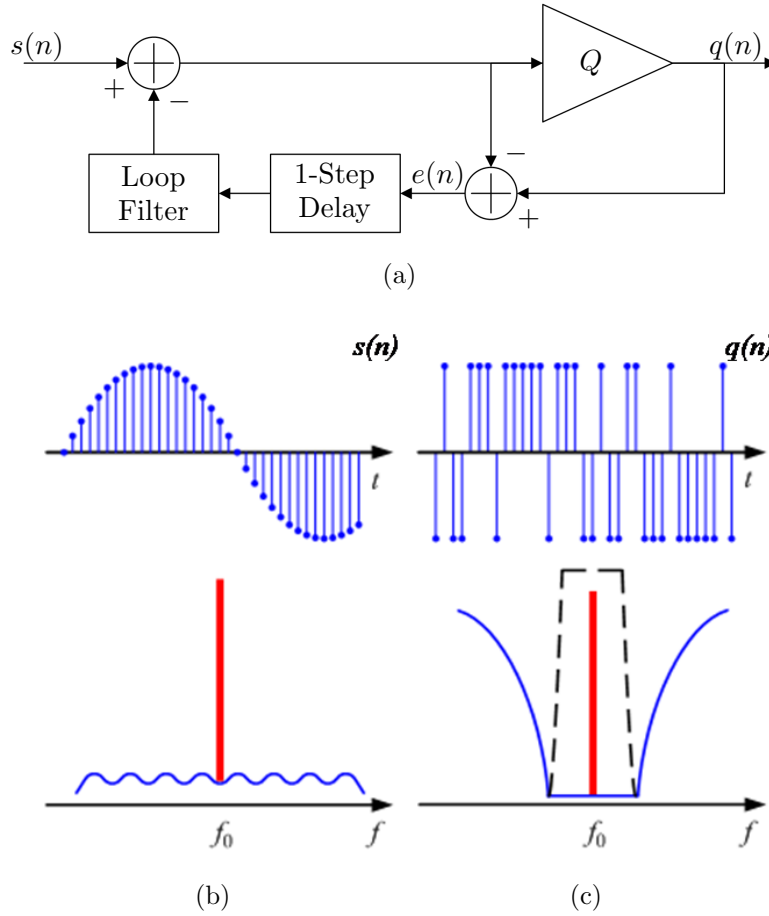 s(n)
+
−
Q
q(n)
Loop
Filter
1-Step
Delay
e(n)
−
+
(a)
s(n)
q(n)
t
t
f₀
f
f₀
f
(b)
(c)